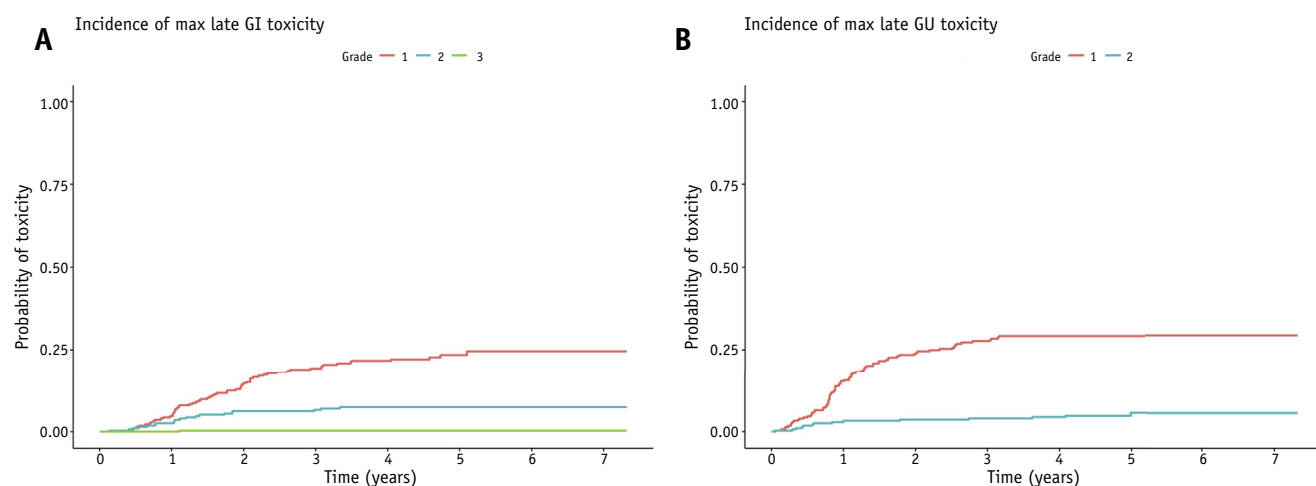 A
Incidence of max late GI toxicity
Grade 1 2 3
1.00
0.75
0.50
0.25
0.00
Probability of toxicity
0 1 2 3 4 5 6 7
Time (years)
B
Incidence of max late GU toxicity
Grade 1 2
1.00
0.75
0.50
0.25
0.00
Probability of toxicity
0 1 2 3 4 5 6 7
Time (years)